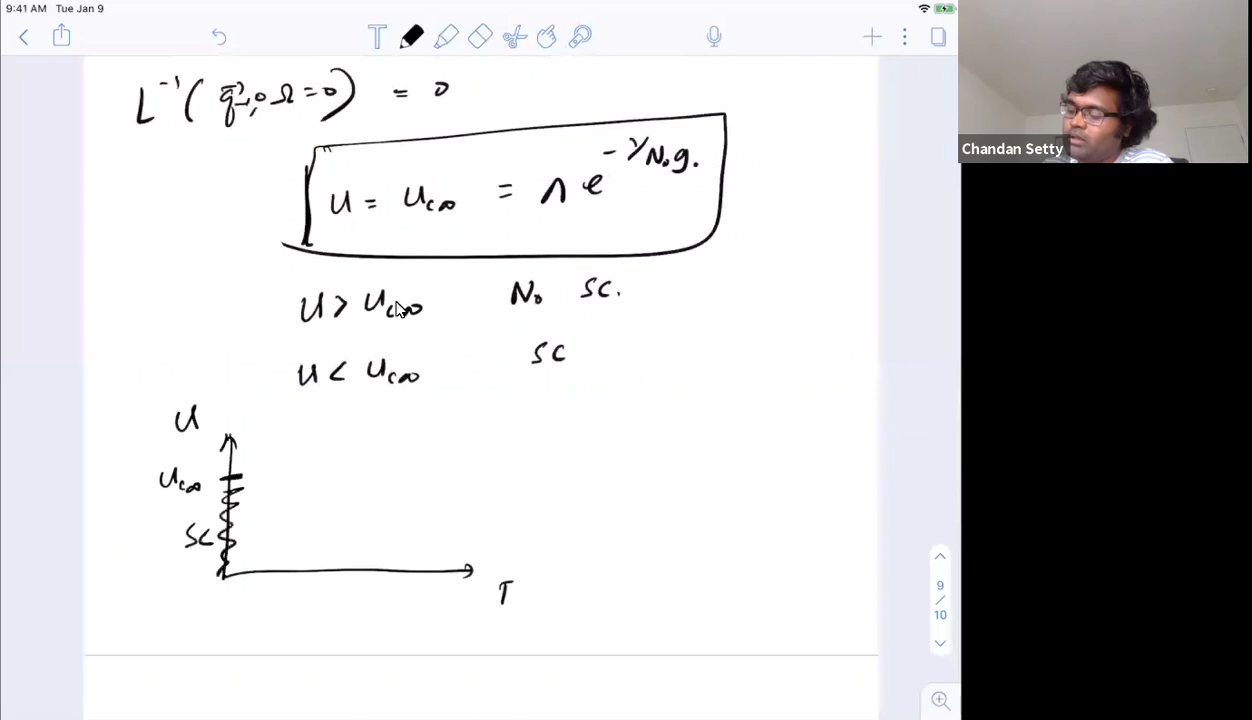 9:41 AM Tue Jan 9
Chandan Setty
L⁻¹( q→0, Ω=0) = 0
U = U_c∞ = Λ e^(-1/N₀g.)
U > U_c∞ No SC.
U < U_c∞ SC
U
U_c∞
SC
T
9
/
10